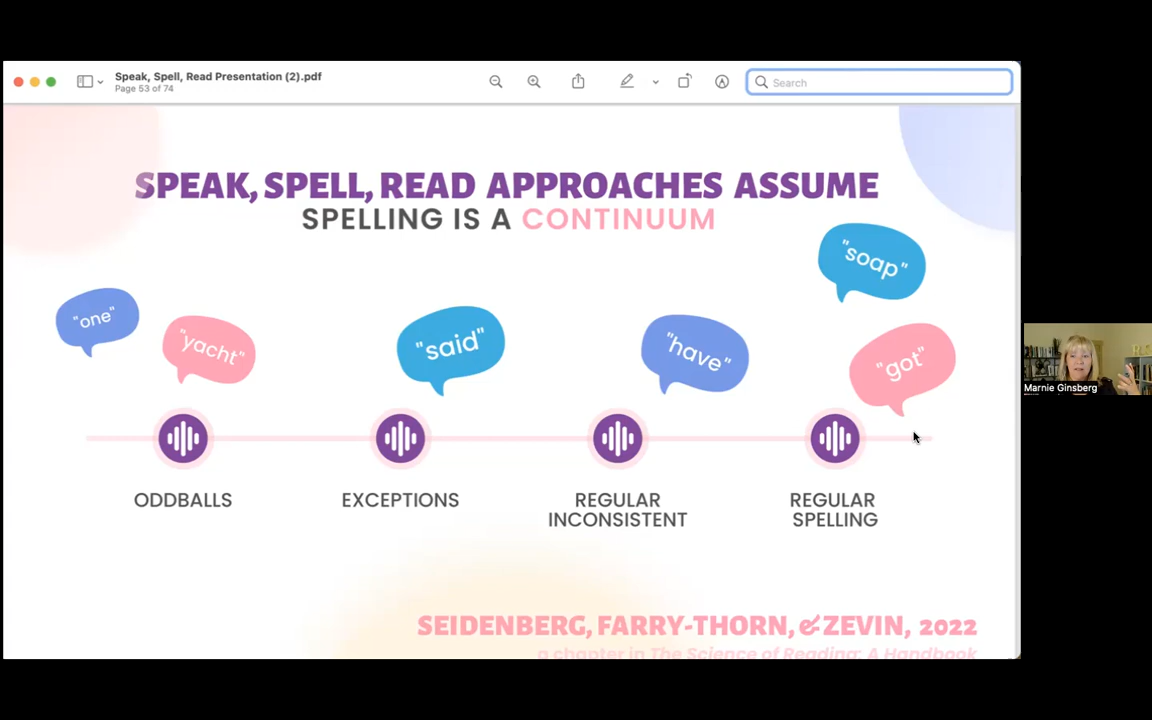 Speak, Spell, Read Presentation (2).pdf
Page 53 of 74
Search
SPEAK, SPELL, READ APPROACHES ASSUME
SPELLING IS A CONTINUUM
"soap"
"one"
"yacht"
"said"
"have"
"got"
Marnie Ginsberg
ODDBALLS
EXCEPTIONS
REGULAR
INCONSISTENT
REGULAR
SPELLING
SEIDENBERG, FARRY-THORN, & ZEVIN, 2022
a chapter in The Science of Reading: A Handbook